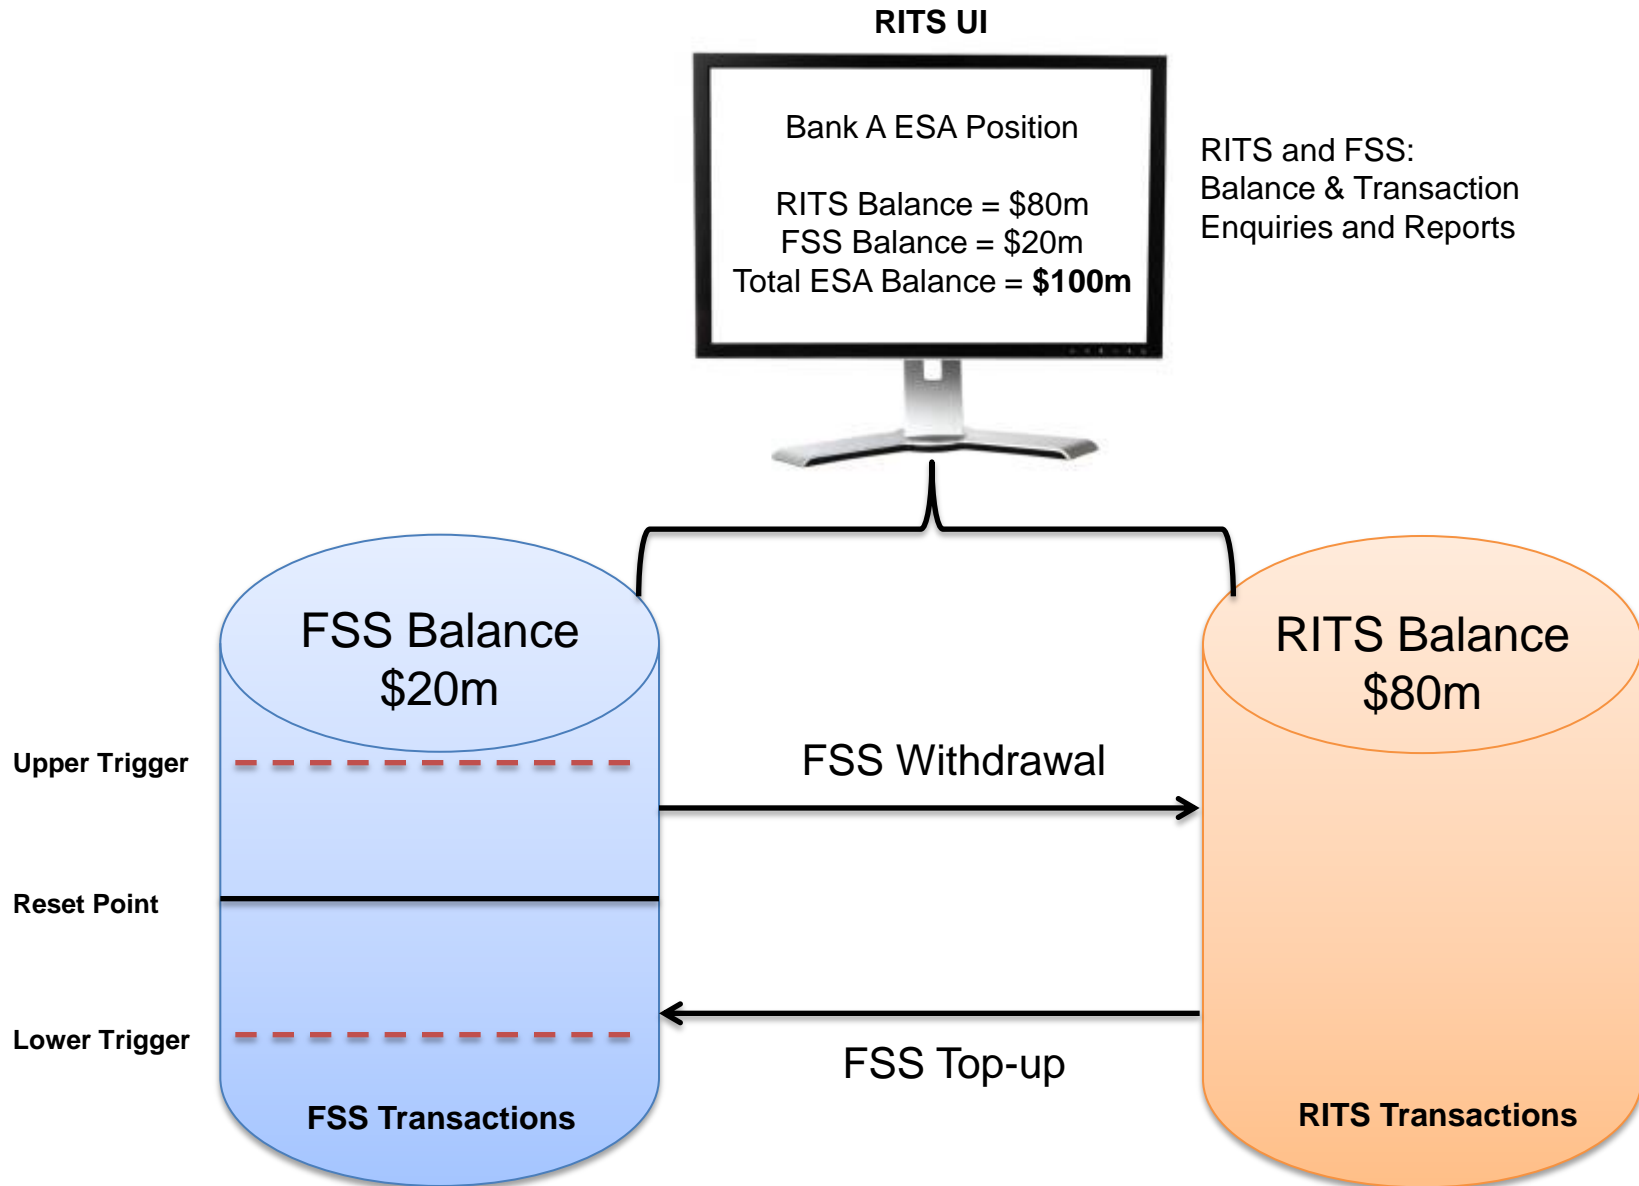 RITS UI
Bank A ESA Position
RITS Balance = $80m
FSS Balance = $20m
Total ESA Balance = $100m
RITS and FSS:
Balance & Transaction
Enquiries and Reports
FSS Balance
$20m
RITS Balance
$80m
Upper Trigger
FSS Withdrawal
Reset Point
Lower Trigger
FSS Top-up
FSS Transactions
RITS Transactions